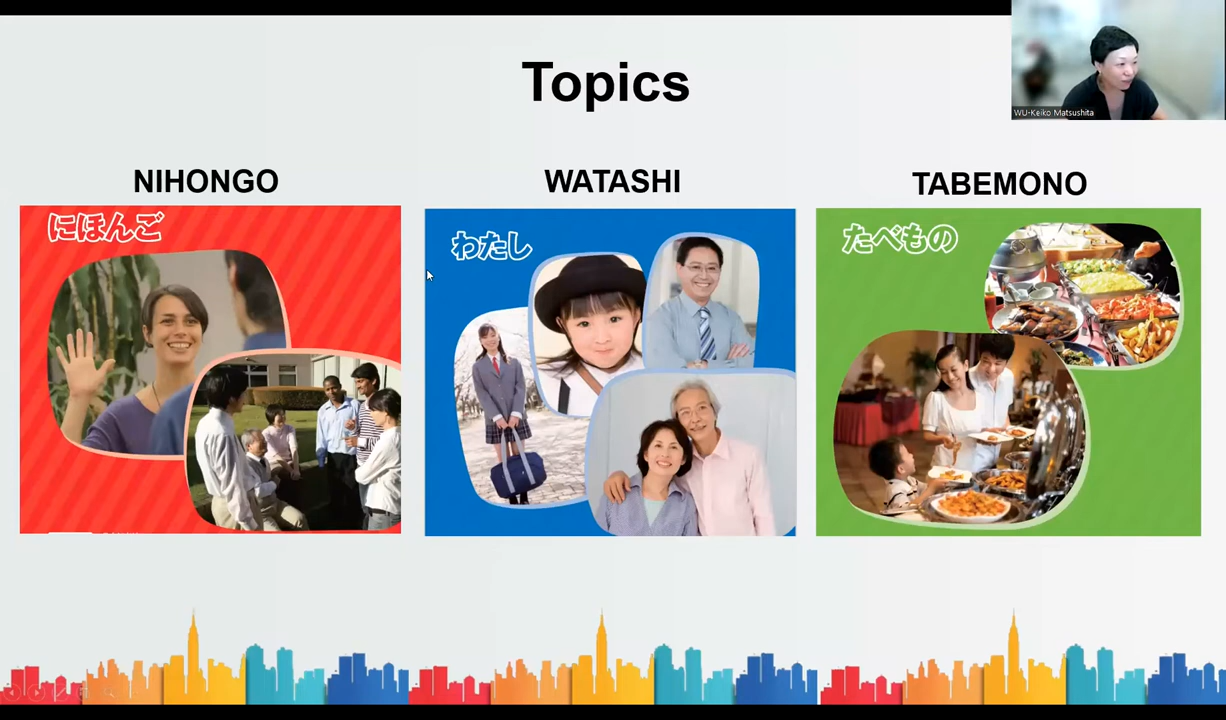 Topics
WU-Keiko Matsushita
NIHONGO
WATASHI
TABEMONO
にほんご
わたし
たべもの